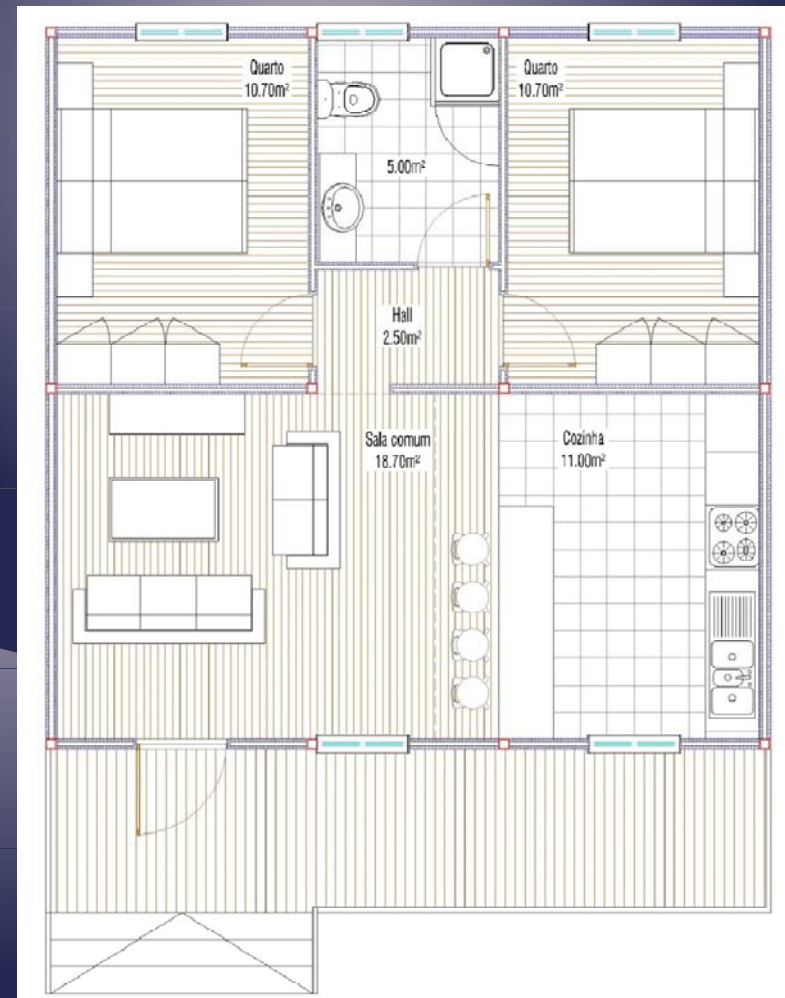 Quarto
10.70m²
Quarto
10.70m²
5.00m²
Hall
2.50m²
Sala comum
18.70m²
Cozinha
11.00m²